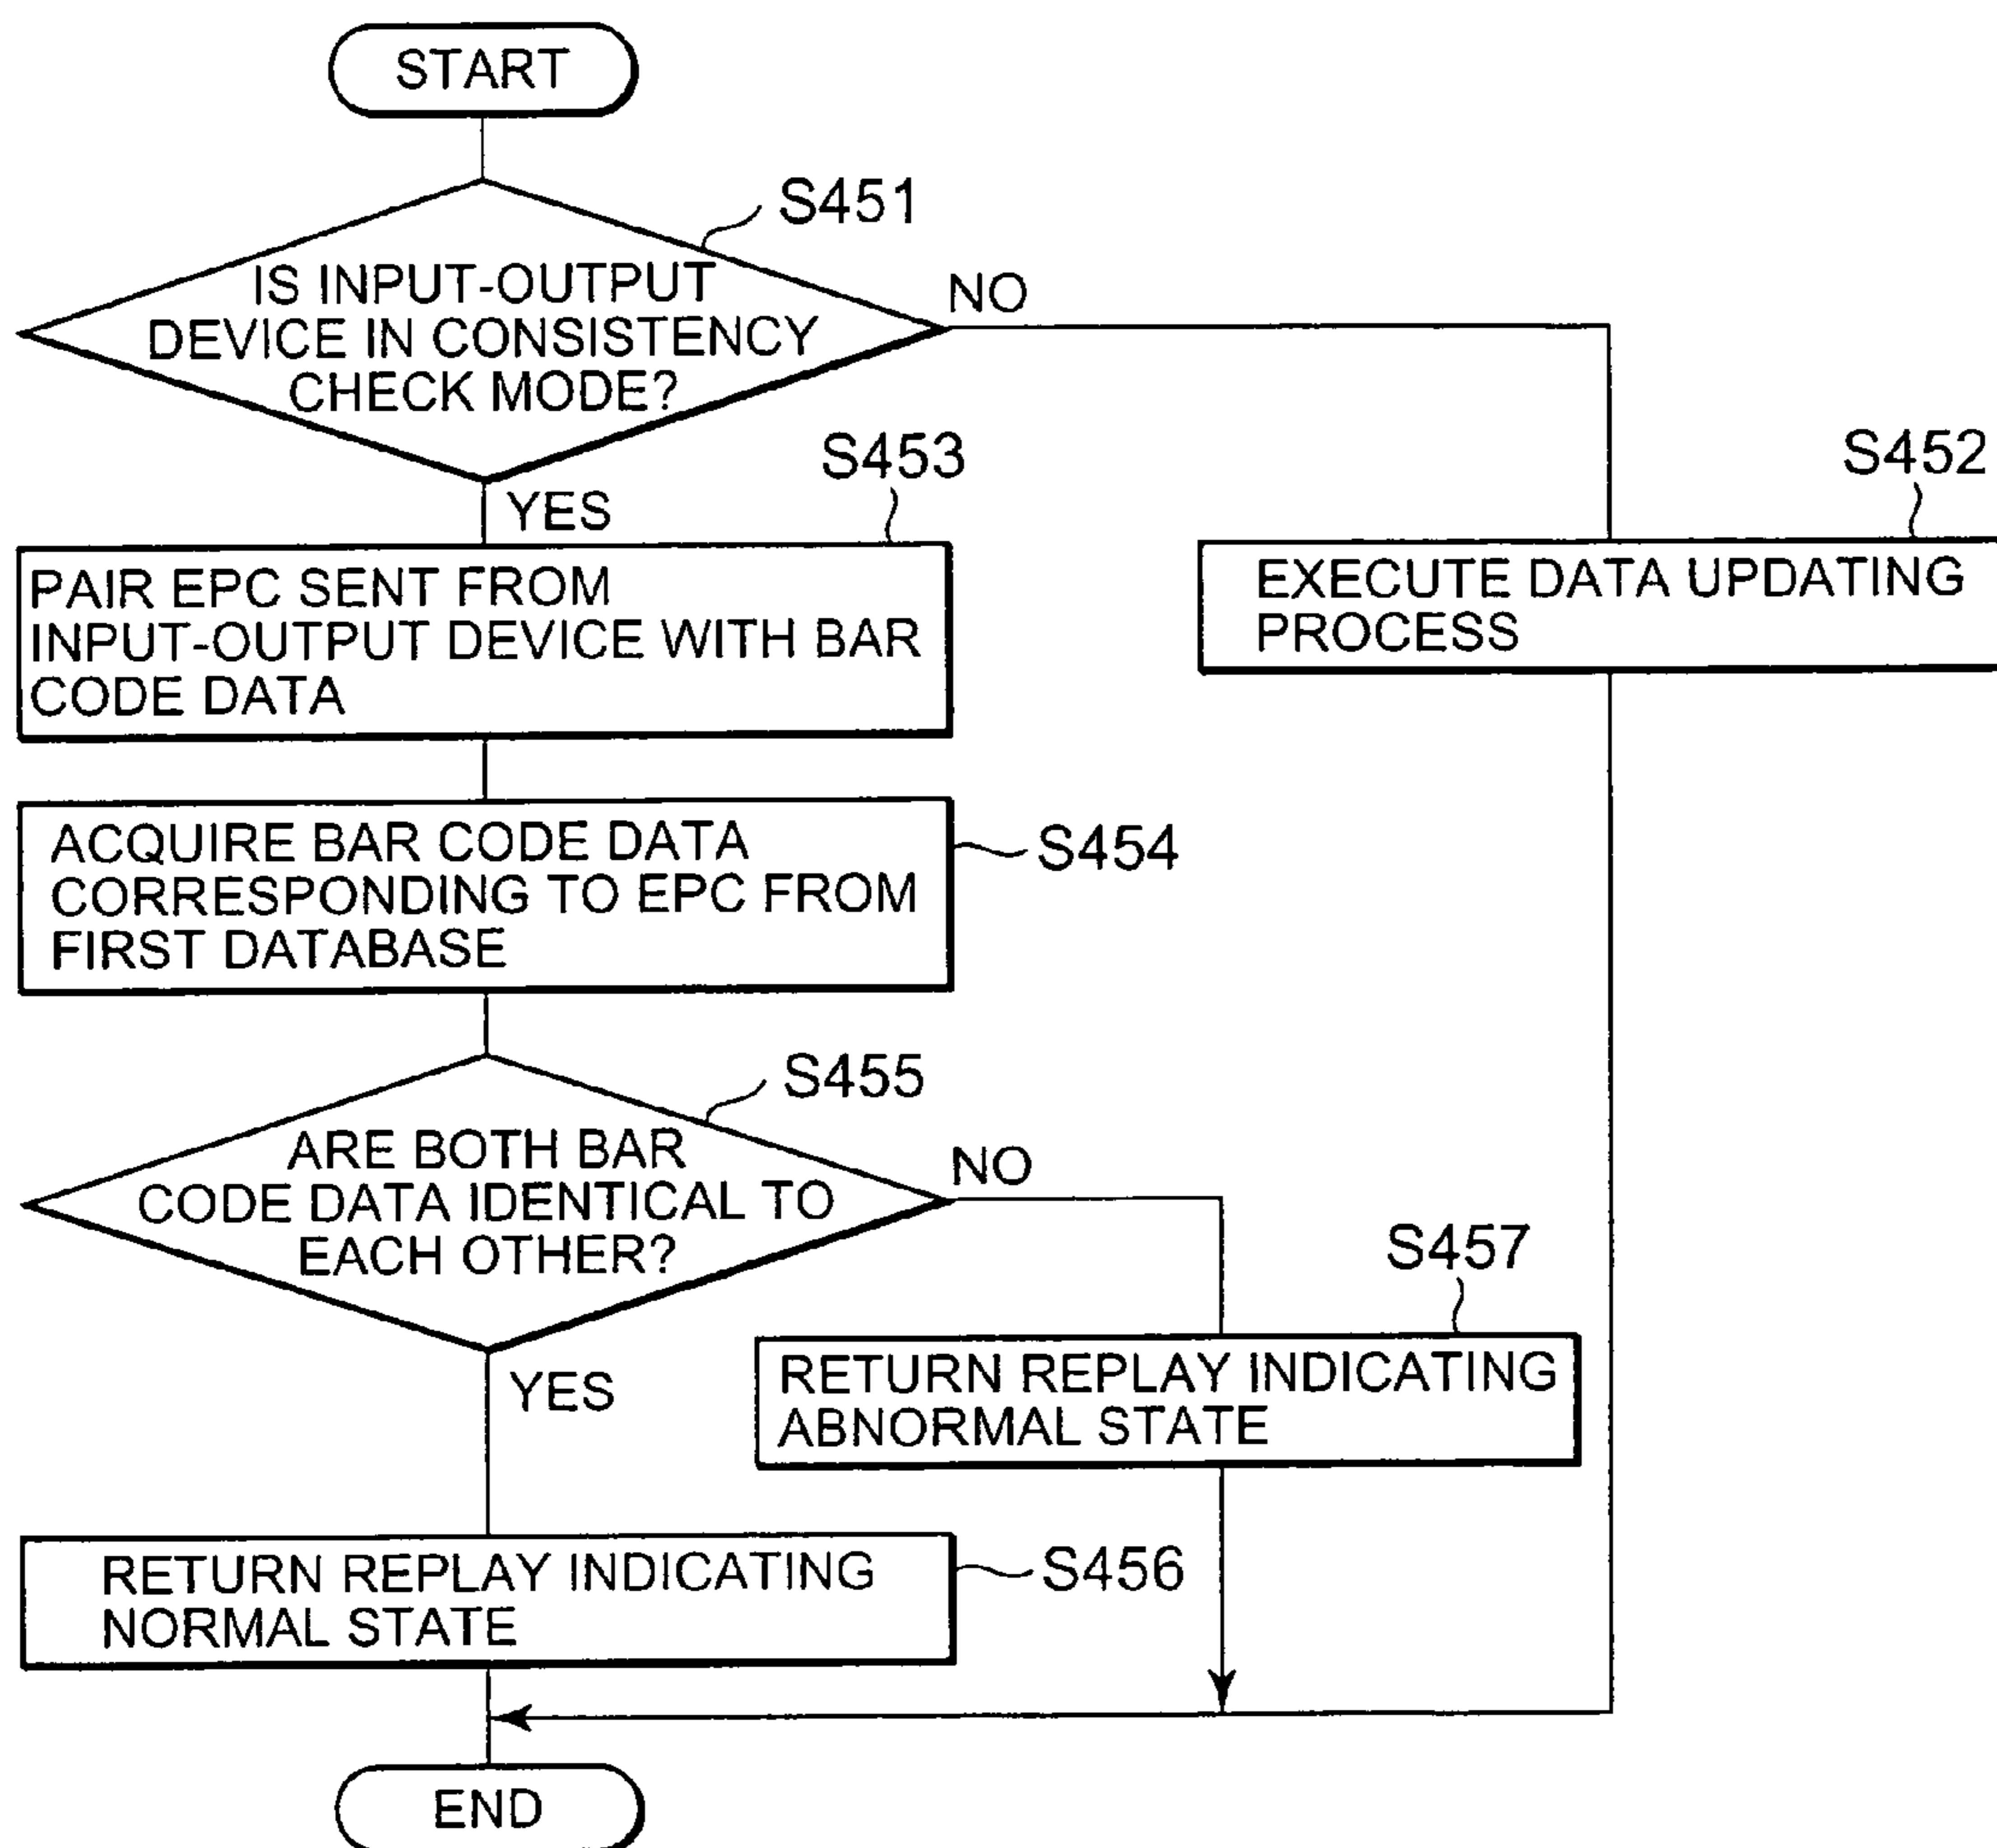 START
S451
IS INPUT-OUTPUT
DEVICE IN CONSISTENCY
CHECK MODE?
NO
YES
S453
PAIR EPC SENT FROM
INPUT-OUTPUT DEVICE WITH BAR
CODE DATA
S452
EXECUTE DATA UPDATING
PROCESS
ACQUIRE BAR CODE DATA
CORRESPONDING TO EPC FROM
FIRST DATABASE
S454
S455
ARE BOTH BAR
CODE DATA IDENTICAL TO
EACH OTHER?
NO
YES
S457
RETURN REPLAY INDICATING
ABNORMAL STATE
RETURN REPLAY INDICATING
NORMAL STATE
S456
END